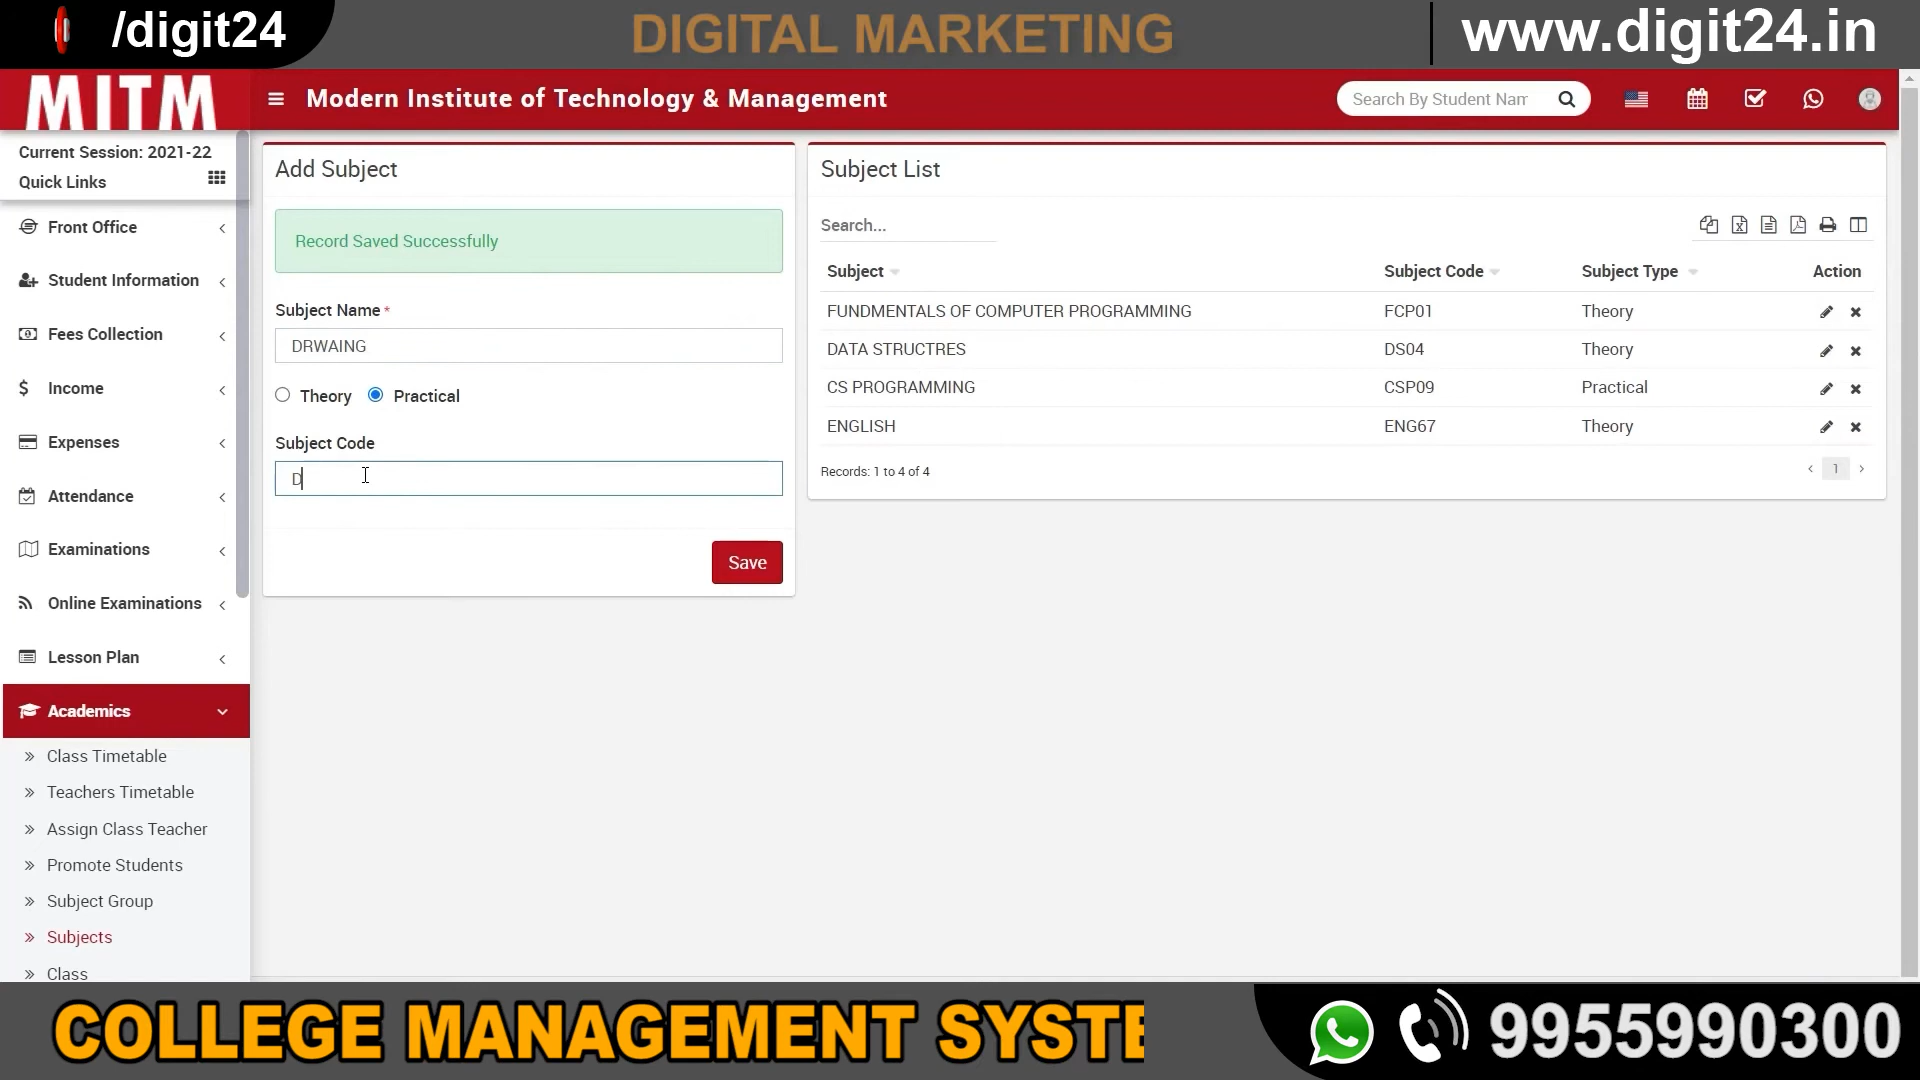 /digit24
DIGITAL MARKETING
www.digit24.in
MITM
Modern Institute of Technology & Management
Search By Student Nam
Current Session: 2021-22
Quick Links
Front Office
Student Information
Fees Collection
Income
Expenses
Attendance
Examinations
Online Examinations
Lesson Plan
Academics
Class Timetable
Teachers Timetable
Assign Class Teacher
Promote Students
Subject Group
Subjects
Class
Add Subject
Record Saved Successfully
Subject Name *
DRWAING
Theory Practical
Subject Code
D
Save
Subject List
Search...
Subject Subject Code Subject Type Action
FUNDMENTALS OF COMPUTER PROGRAMMING FCP01 Theory
DATA STRUCTRES DS04 Theory
CS PROGRAMMING CSP09 Practical
ENGLISH ENG67 Theory
Records: 1 to 4 of 4
1
COLLEGE MANAGEMENT SYSTE
9955990300